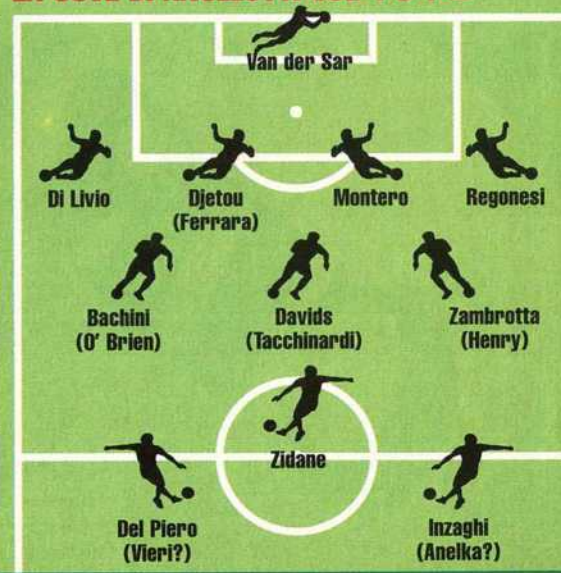 Van der Sar
Di Livio
Djetou
(Ferrara)
Montero
Regonesi
Bachini
(O' Brien)
Davids
(Tacchinardi)
Zambrotta
(Henry)
Zidane
Del Piero
(Vieri?)
Inzaghi
(Anelka?)